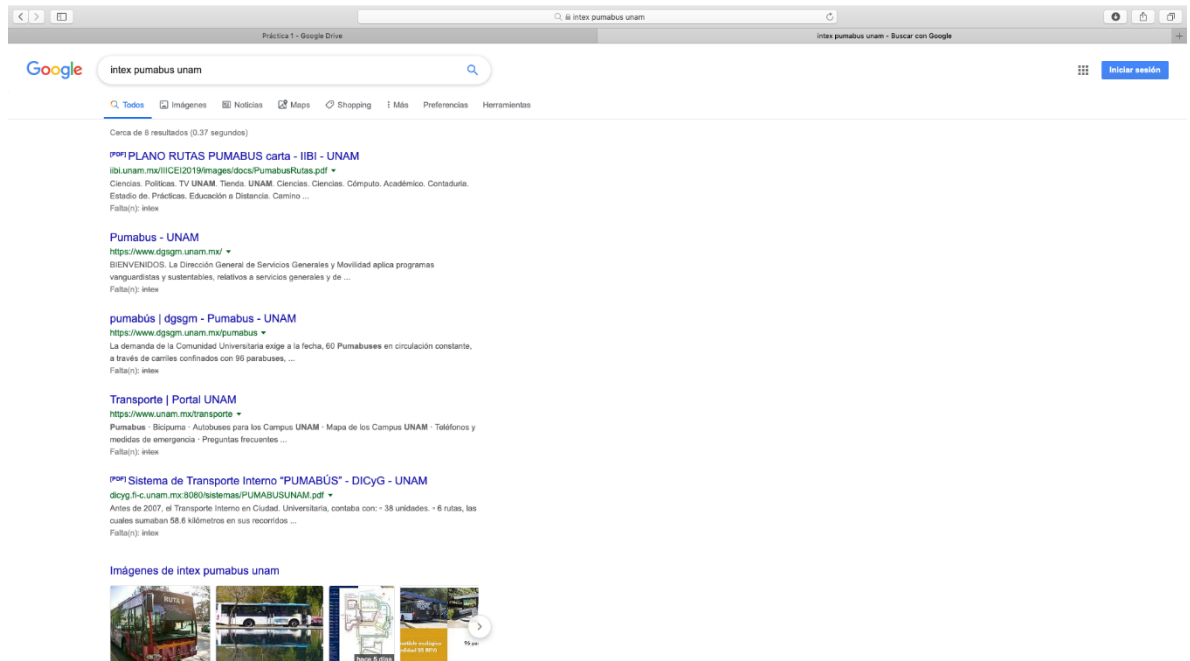 intex pumabus unam
Práctica 1 - Google Drive
intex pumabus unam - Buscar con Google
Google
intex pumabus unam
Iniciar sesión
Todos Imágenes Noticias Maps Shopping Más Preferencias Herramientas
Cerca de 8 resultados (0.37 segundos)
[PDF] PLANO RUTAS PUMABUS carta - IIBI - UNAM
iibi.unam.mx/IIICEI2019/images/docs/PumabusRutas.pdf
Ciencias. Políticas. TV UNAM. Tienda. UNAM. Ciencias. Ciencias. Cómputo. Académico. Contaduría.
Estadio de. Prácticas. Educación a Distancia. Camino ...
Falta(n): intex
Pumabus - UNAM
https://www.dgsgm.unam.mx/
BIENVENIDOS. La Dirección General de Servicios Generales y Movilidad aplica programas
vanguardistas y sustentables, relativos a servicios generales y de ...
Falta(n): intex
pumabús | dgsgm - Pumabus - UNAM
https://www.dgsgm.unam.mx/pumabus
La demanda de la Comunidad Universitaria exige a la fecha, 60 Pumabuses en circulación constante,
a través de carriles confinados con 96 parabuses, ...
Falta(n): intex
Transporte | Portal UNAM
https://www.unam.mx/transporte
Pumabus · Bicipuma · Autobuses para los Campus UNAM · Mapa de los Campus UNAM · Teléfonos y
medidas de emergencia · Preguntas frecuentes ...
Falta(n): intex
[PDF] Sistema de Transporte Interno "PUMABÚS" - DICyG - UNAM
dicyg.fi-c.unam.mx:8080/sistemas/PUMABUSUNAM.pdf
Antes de 2007, el Transporte Interno en Ciudad. Universitaria, contaba con: • 38 unidades. • 6 rutas, las
cuales sumaban 58.6 kilómetros en sus recorridos ...
Falta(n): intex
Imágenes de intex pumabus unam
RUTA 9
hace 5 días